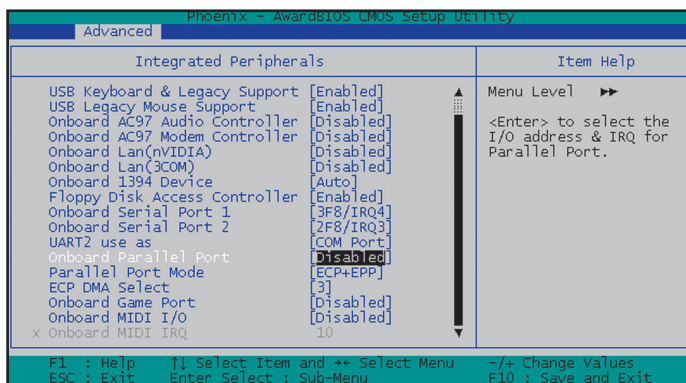 Phoenix - AwardBIOS CMOS Setup Utility
Advanced
Integrated Peripherals
USB Keyboard & Legacy Support [Enabled]
USB Legacy Mouse Support [Enabled]
Onboard AC97 Audio Controller [Disabled]
Onboard AC97 Modem Controller [Disabled]
Onboard Lan(nVIDIA) [Disabled]
Onboard Lan(3COM) [Disabled]
Onboard 1394 Device [Auto]
Floppy Disk Access Controller [Enabled]
Onboard Serial Port 1 [3F8/IRQ4]
Onboard Serial Port 2 [2F8/IRQ3]
UART2 use as [COM Port]
Onboard Parallel Port [Disabled]
Parallel Port Mode [ECP+EPP]
ECP DMA Select [3]
Onboard Game Port [Disabled]
Onboard MIDI I/O [Disabled]
x Onboard MIDI IRQ 10
Item Help
Menu Level ▶▶
<Enter> to select the
I/O address & IRQ for
Parallel Port.
F1 : Help ↑↓ Select Item and →← Select Menu -/+ Change Values
ESC : Exit Enter Select : Sub-Menu F10 : Save and Exit